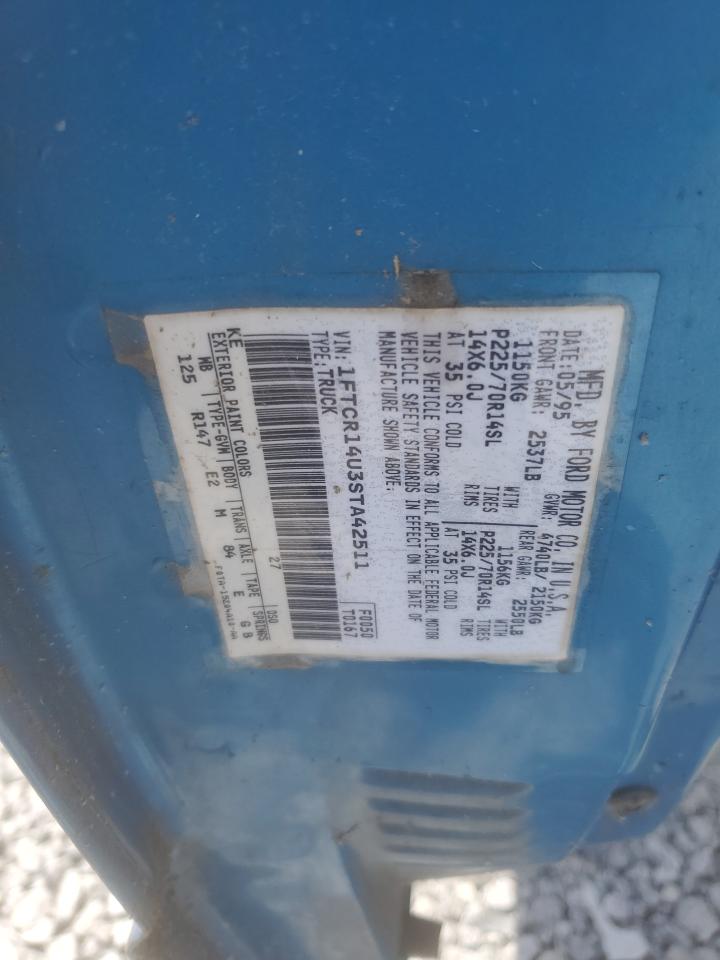 MFD. BY FORD MOTOR CO. IN U.S.A.
DATE: 05/95 GVWR: 4740LB/ 2150KG
FRONT GAWR: 2537LB REAR GAWR: 2550LB
1150KG WITH 1156KG WITH
P225/70R14SL TIRES P225/70R14SL TIRES
14X6.0J RIMS 14X6.0J RIMS
AT 35 PSI COLD AT 35 PSI COLD
THIS VEHICLE CONFORMS TO ALL APPLICABLE FEDERAL MOTOR
VEHICLE SAFETY STANDARDS IN EFFECT ON THE DATE OF
MANUFACTURE SHOWN ABOVE.
VIN: 1FTCR14U3STA42511 F0050
TYPE: TRUCK T0167
27
KE DSO
EXTERIOR PAINT COLORS
WB TYPE-GVW BODY TRANS AXLE TAPE SPRINGS
125 R147 E2 M 84 E G B